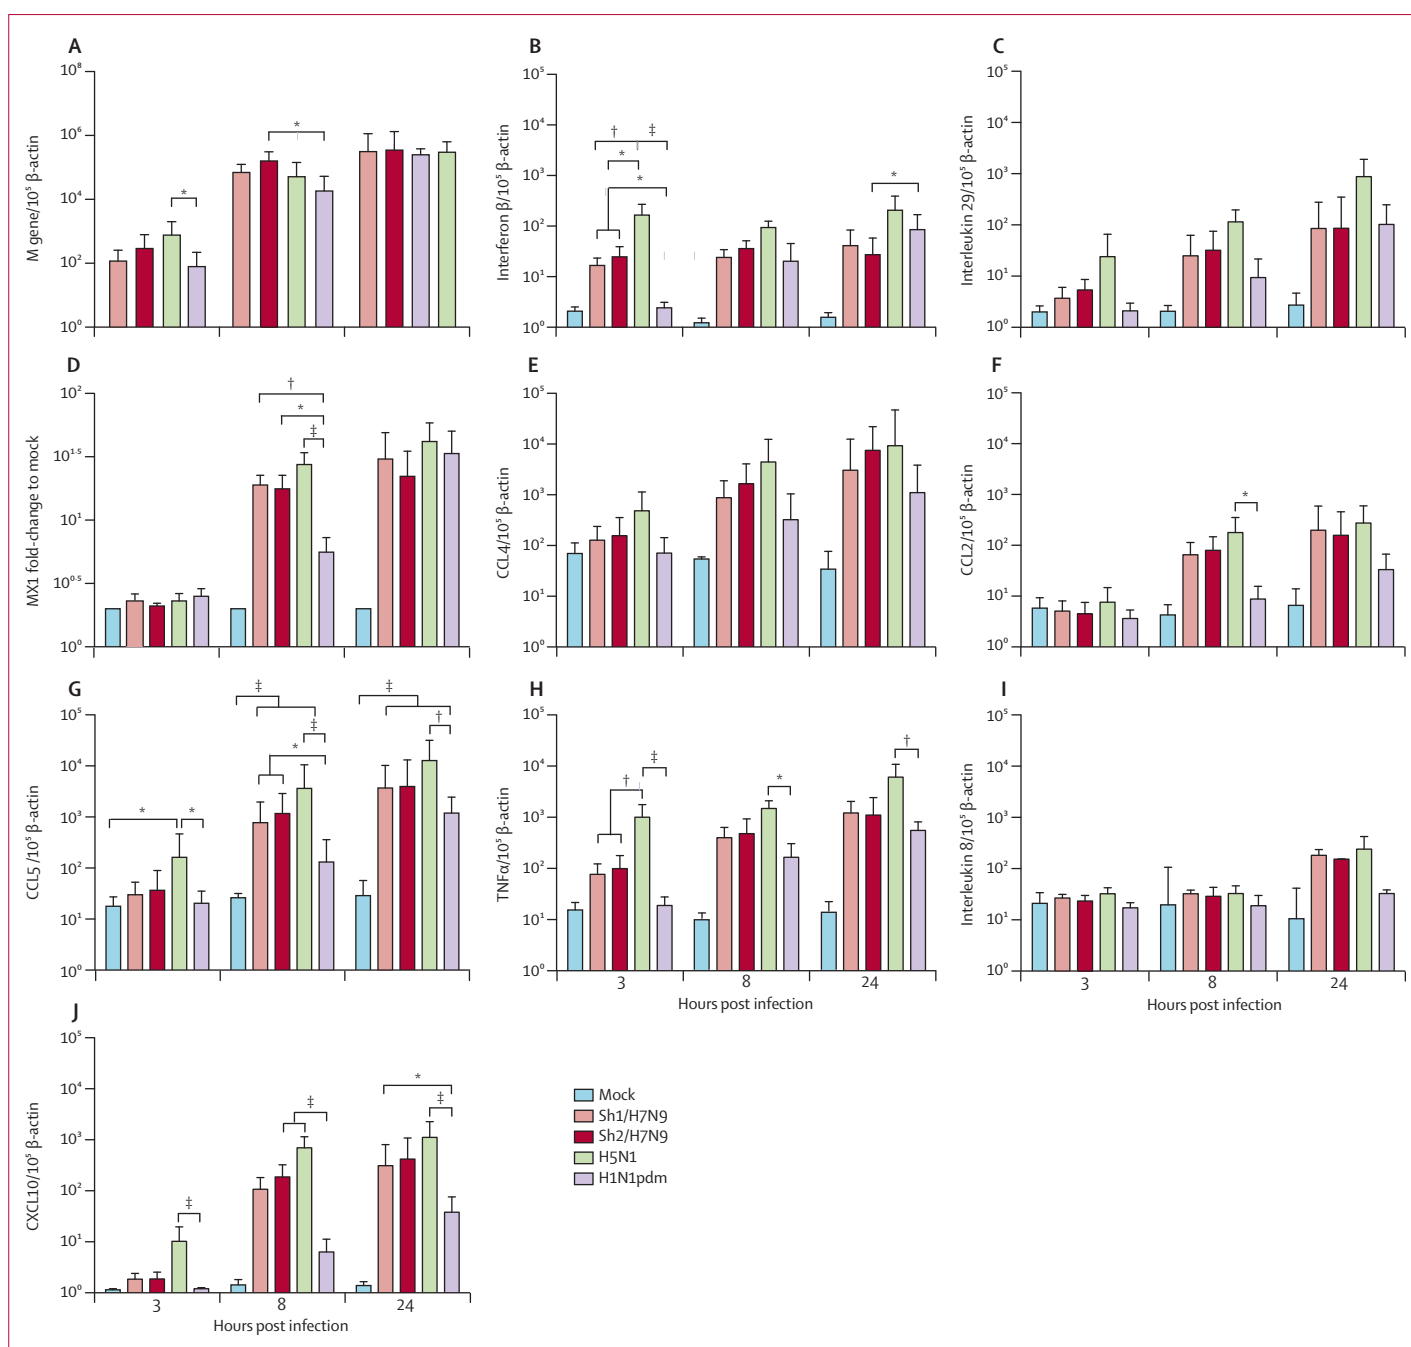 A
M gene/10⁵ β-actin
10⁸
10⁶
10⁴
10²
10⁰
*
*
B
Interferon β/10⁵ β-actin
10⁵
10⁴
10³
10²
10¹
10⁰
† ‡
*
*
*
C
Interleukin 29/10⁵ β-actin
10⁵
10⁴
10³
10²
10¹
10⁰
D
MX1 fold-change to mock
10²
10¹·⁵
10¹
10⁰·⁵
10⁰
†
*
‡
E
CCL4/10⁵ β-actin
10⁵
10⁴
10³
10²
10¹
10⁰
F
CCL2/10⁵ β-actin
10⁵
10⁴
10³
10²
10¹
10⁰
*
G
CCL5/10⁵ β-actin
10⁵
10⁴
10³
10²
10¹
10⁰
* *
‡
‡
*
‡
†
H
TNFα/10⁵ β-actin
10⁵
10⁴
10³
10²
10¹
10⁰
†
‡
*
†
3 8 24
Hours post infection
I
Interleukin 8/10⁵ β-actin
10⁵
10⁴
10³
10²
10¹
10⁰
3 8 24
Hours post infection
J
CXCL10/10⁵ β-actin
10⁵
10⁴
10³
10²
10¹
10⁰
‡
‡
*
‡
3 8 24
Hours post infection
Mock
Sh1/H7N9
Sh2/H7N9
H5N1
H1N1pdm